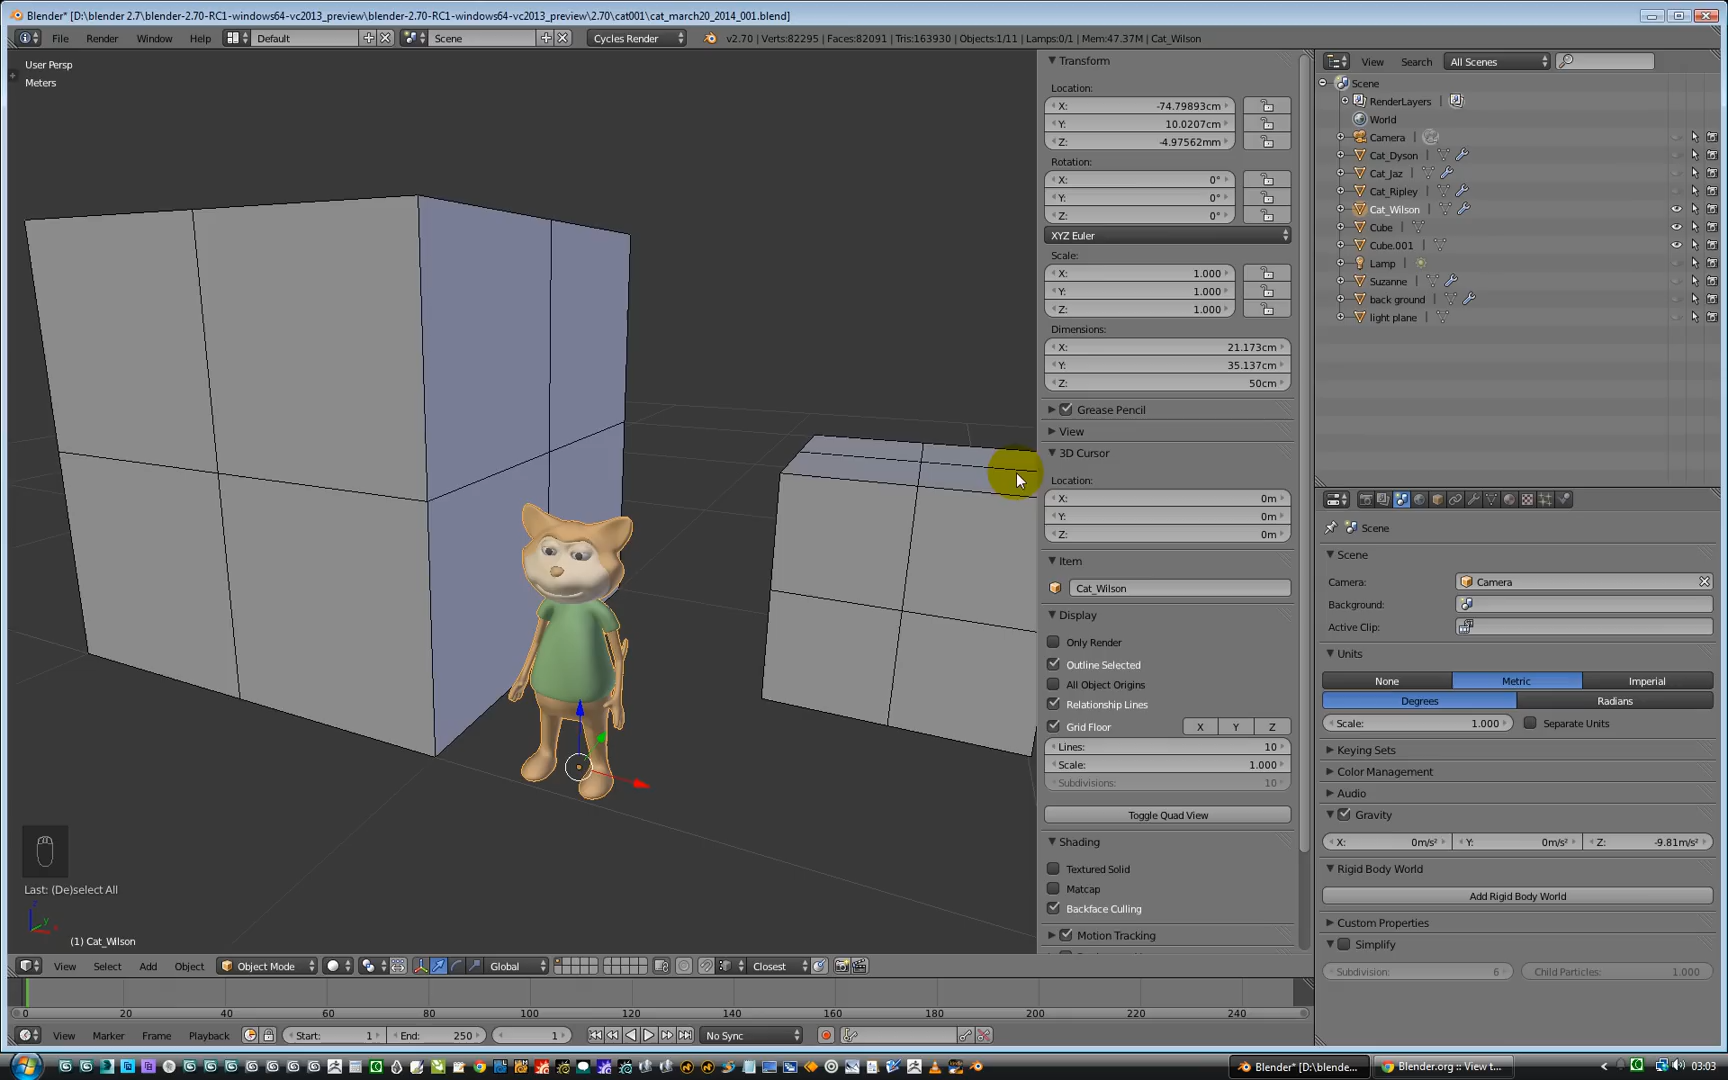 Blender* [D:\blender 2.7\blender-2.70-RC1-windows64-vc2013_preview\blender-2.70-RC1-windows64-vc2013_preview\2.70\cat001\cat_march20_2014_001.blend]
File Render Window Help Default Scene Cycles Render v2.70 | Verts:82295 | Faces:82091 | Tris:163930 | Objects:1/11 | Lamps:0/1 | Mem:47.37M | Cat_Wilson
User Persp
Meters
Transform
Location:
X: -74.79893cm
Y: 10.0207cm
Z: -4.97562mm
Rotation:
X: 0°
Y: 0°
Z: 0°
XYZ Euler
Scale:
X: 1.000
Y: 1.000
Z: 1.000
Dimensions:
X: 21.173cm
Y: 35.137cm
Z: 50cm
Grease Pencil
View
3D Cursor
Location:
X: 0m
Y: 0m
Z: 0m
Item
Cat_Wilson
Display
Only Render
Outline Selected
All Object Origins
Relationship Lines
Grid Floor X Y Z
Lines: 10
Scale: 1.000
Subdivisions: 10
Toggle Quad View
Shading
Textured Solid
Matcap
Backface Culling
Motion Tracking
View Search All Scenes
Scene
RenderLayers
World
Camera
Cat_Dyson
Cat_Jaz
Cat_Ripley
Cat_Wilson
Cube
Cube.001
Lamp
Suzanne
back ground
light plane
Scene
Scene
Camera: Camera
Background:
Active Clip:
Units
None Metric Imperial
Degrees Radians
Scale: 1.000 Separate Units
Keying Sets
Color Management
Audio
Gravity
X: 0m/s² Y: 0m/s² Z: -9.81m/s²
Rigid Body World
Add Rigid Body World
Custom Properties
Simplify
Subdivision: 6 Child Particles: 1.000
Last: (De)select All
z
y
(1) Cat_Wilson
View Select Add Object Object Mode Global Closest
0 20 40 60 80 100 120 140 160 180 200 220 240
View Marker Frame Playback Start: 1 End: 250 1 No Sync
Blender* [D:\blende... Blender.org :: View t... 03:03